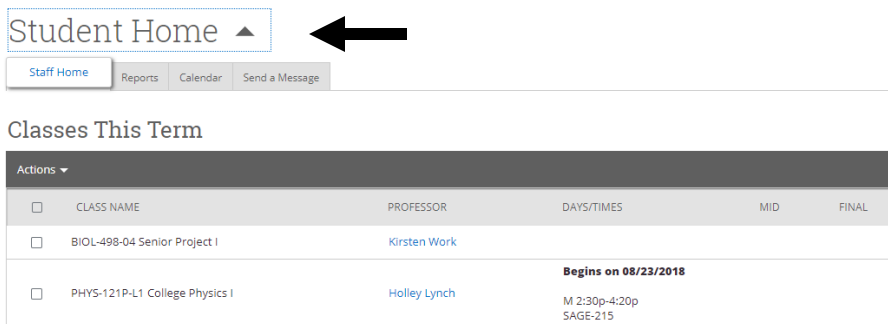 Student Home
Staff Home Reports Calendar Send a Message
Classes This Term
Actions
CLASS NAME PROFESSOR DAYS/TIMES MID FINAL
BIOL-498-04 Senior Project I Kirsten Work
Begins on 08/23/2018
PHYS-121P-L1 College Physics I Holley Lynch
M 2:30p-4:20p
SAGE-215